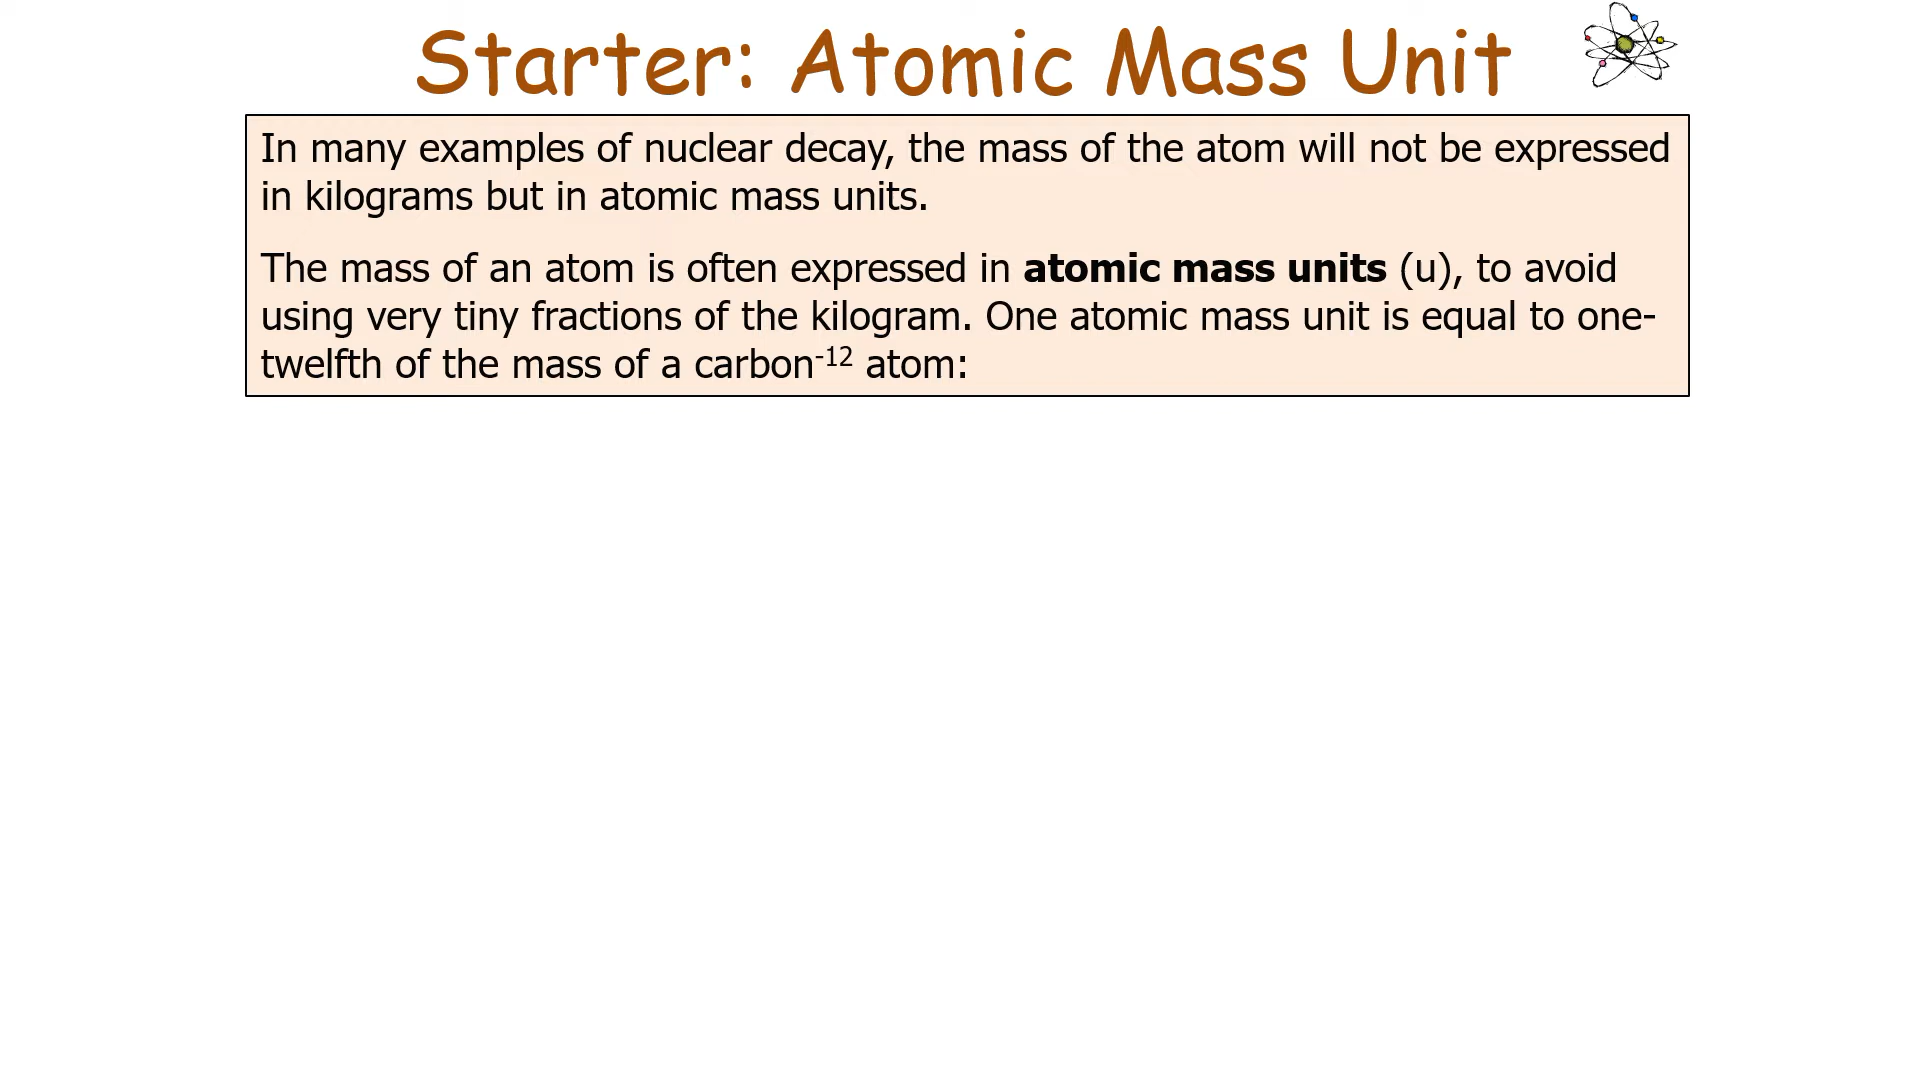 Starter: Atomic Mass Unit
In many examples of nuclear decay, the mass of the atom will not be expressed
in kilograms but in atomic mass units.
The mass of an atom is often expressed in atomic mass units (u), to avoid
using very tiny fractions of the kilogram. One atomic mass unit is equal to one-
twelfth of the mass of a carbon-12 atom: